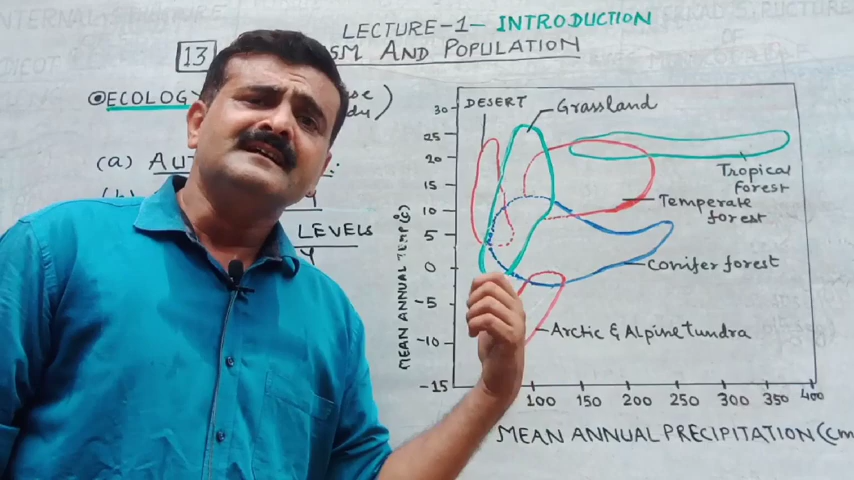 LECTURE-1- INTRODUCTION
13 SM AND POPULATION
ECOLOGY
(a) AUT
LEVELS
DESERT
Grassland
Tropical
forest
Temperate
forest
Conifer forest
Arctic & Alpine tundra
MEAN ANNUAL TEMP (°C)
30
25
20
15
10
5
0
-5
-10
-15
100 150 200 250 300 350 400
MEAN ANNUAL PRECIPITATION (cm